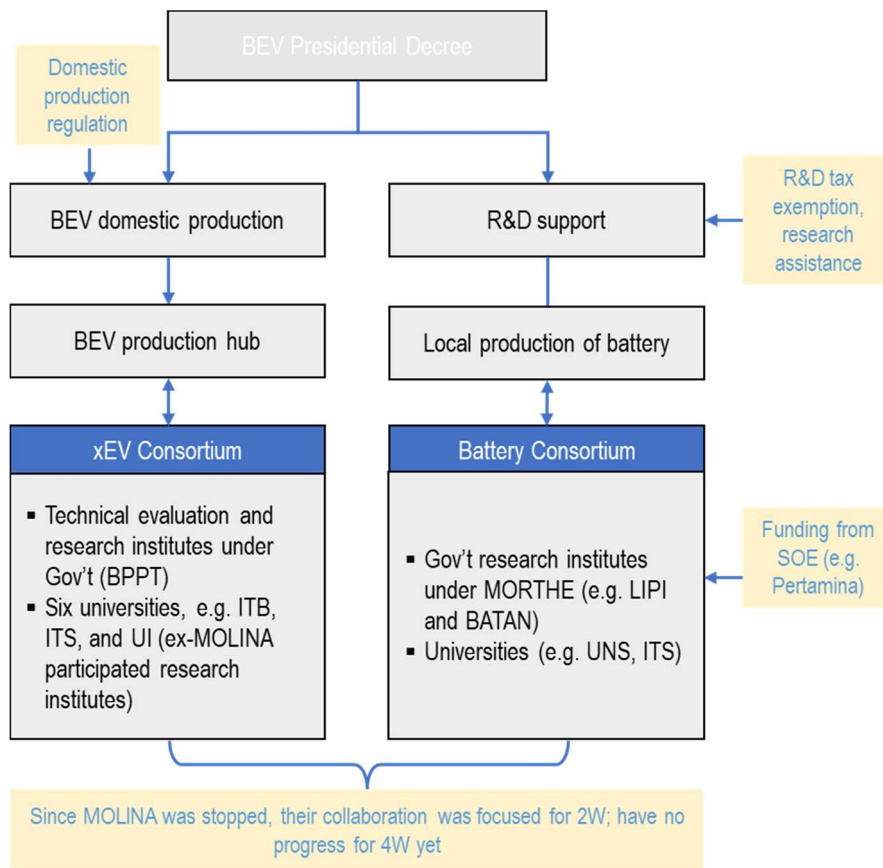 BEV Presidential Decree
Domestic
production
regulation
BEV domestic production
R&D support
R&D tax
exemption,
research
assistance
BEV production hub
Local production of battery
xEV Consortium
▪ Technical evaluation and
research institutes under
Gov't (BPPT)
▪ Six universities, e.g. ITB,
ITS, and UI (ex-MOLINA
participated research
institutes)
Battery Consortium
▪ Gov't research institutes
under MORTHE (e.g. LIPI
and BATAN)
▪ Universities (e.g. UNS, ITS)
Funding from
SOE (e.g.
Pertamina)
Since MOLINA was stopped, their collaboration was focused for 2W; have no
progress for 4W yet